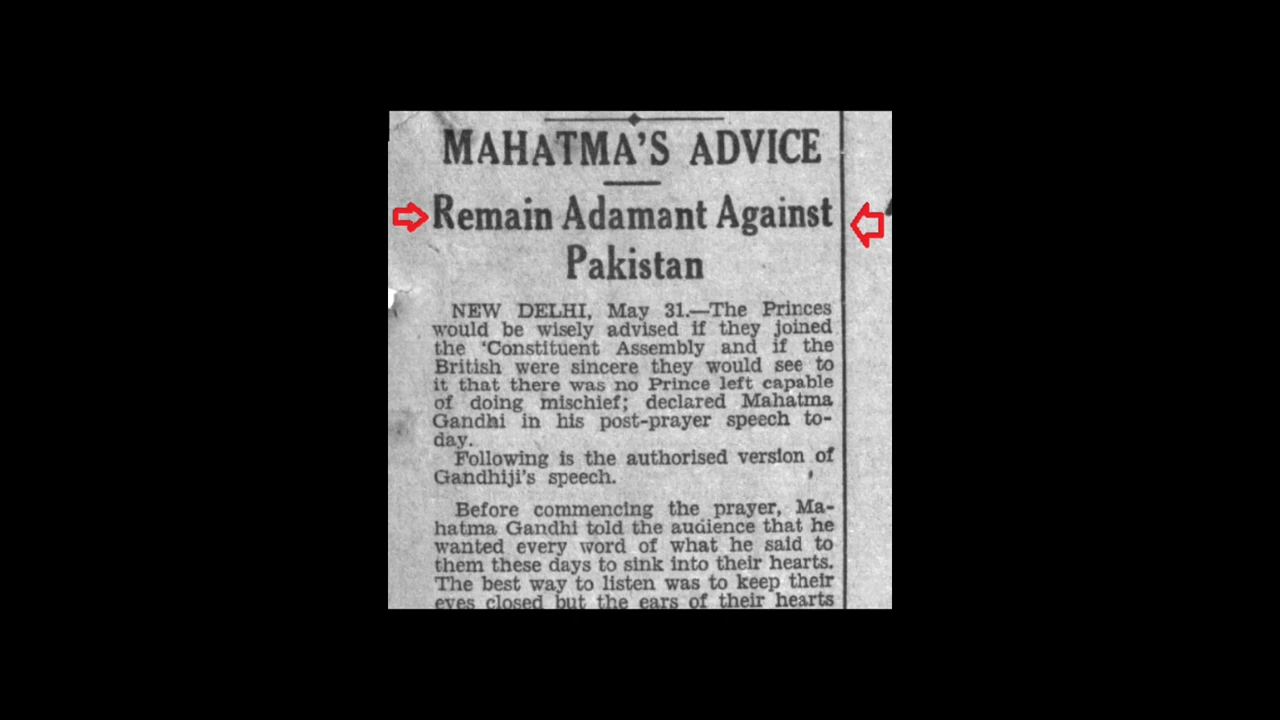 MAHATMA'S ADVICE
Remain Adamant Against
Pakistan
NEW DELHI, May 31.—The Princes
would be wisely advised if they joined
the 'Constituent Assembly and if the
British were sincere they would see to
it that there was no Prince left capable
of doing mischief; declared Mahatma
Gandhi in his post-prayer speech to-
day.
Following is the authorised version of
Gandhiji's speech.
Before commencing the prayer, Ma-
hatma Gandhi told the audience that he
wanted every word of what he said to
them these days to sink into their hearts.
The best way to listen was to keep their
eyes closed but the ears of their hearts